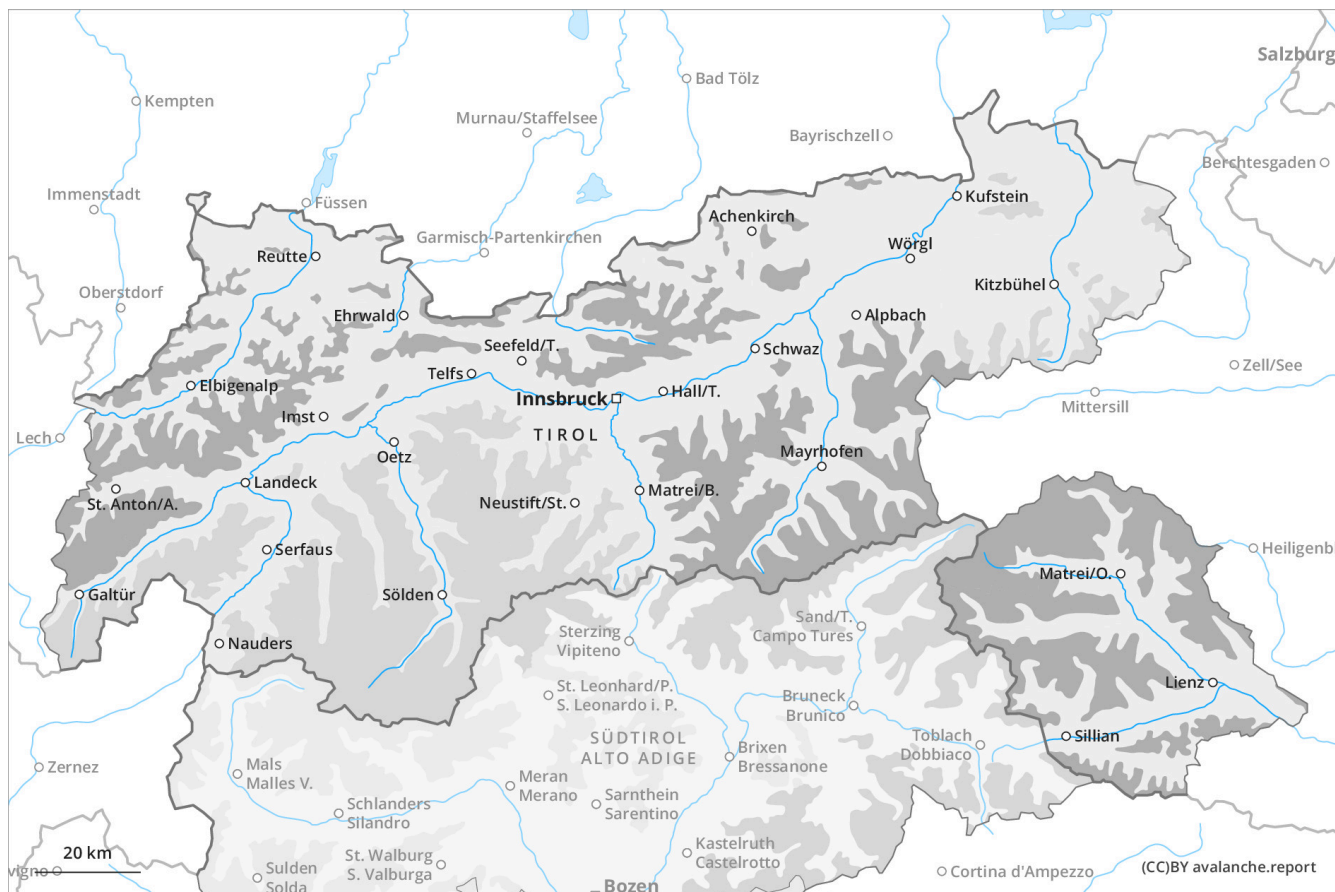 Salzburg
Bad Tölz
Kempten
Murnau/Staffelsee
Bayrischzell
Berchtesgaden
Immenstadt
Füssen
Kufstein
Achenkirch
Garmisch-Partenkirchen
Wörgl
Reutte
Kitzbühel
Oberstdorf
Ehrwald
Alpbach
Seefeld/T.
Schwaz
Zell/See
Telfs
Elbigenalp
Innsbruck
Hall/T.
Mittersill
Imst
TIROL
Lech
Oetz
Mayrhofen
Landeck
Matrei/B.
St. Anton/A.
Neustift/St.
Serfaus
Heiligenb
Matrei/O.
Galtür
Sölden
Sand/T.
Campo Tures
Sterzing
Vipiteno
Nauders
Lienz
St. Leonhard/P.
S. Leonardo i. P.
Bruneck
Brunico
Sillian
Toblach
Dobbiaco
SÜDTIROL
ALTO ADIGE
Brixen
Bressanone
Zernez
Mals
Malles V.
Meran
Merano
Sarnthein
Sarentino
Schlanders
Silandro
Kastelruth
Castelrotto
20 km
St. Walburg
S. Valburga
vigno
Cortina d'Ampezzo
(CC)BY avalanche.report
Sulden
Solda
Bozen